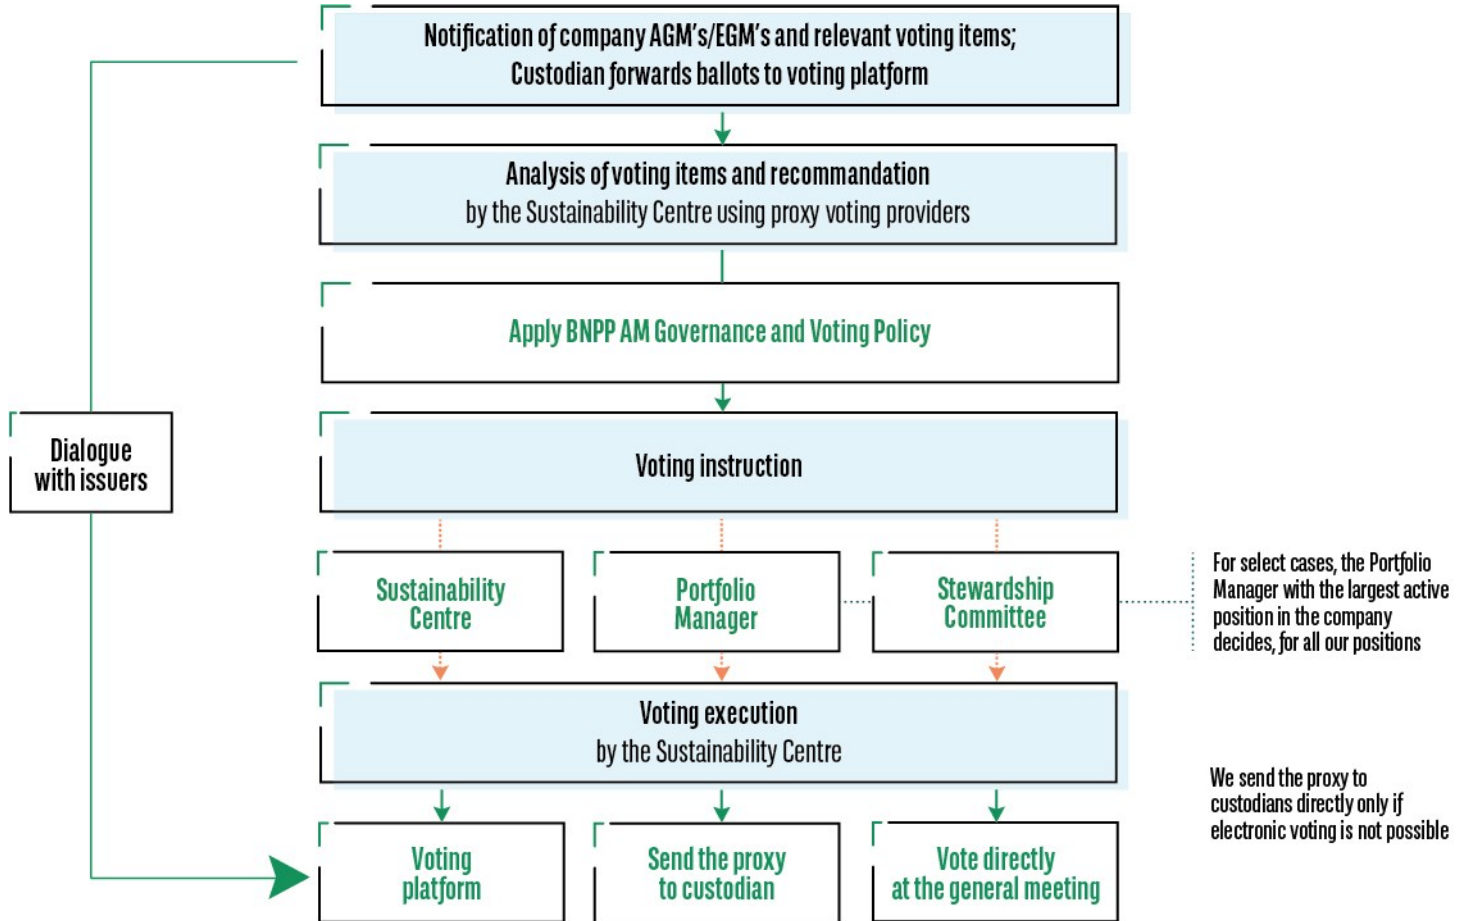 Notification of company AGM's/EGM's and relevant voting items;
Custodian forwards ballots to voting platform
Analysis of voting items and recommandation
by the Sustainability Centre using proxy voting providers
Apply BNPP AM Governance and Voting Policy
Dialogue
with issuers
Voting instruction
Sustainability
Centre
Portfolio
Manager
Stewardship
Committee
For select cases, the Portfolio
Manager with the largest active
position in the company
decides, for all our positions
Voting execution
by the Sustainability Centre
We send the proxy to
custodians directly only if
electronic voting is not possible
Voting
platform
Send the proxy
to custodian
Vote directly
at the general meeting